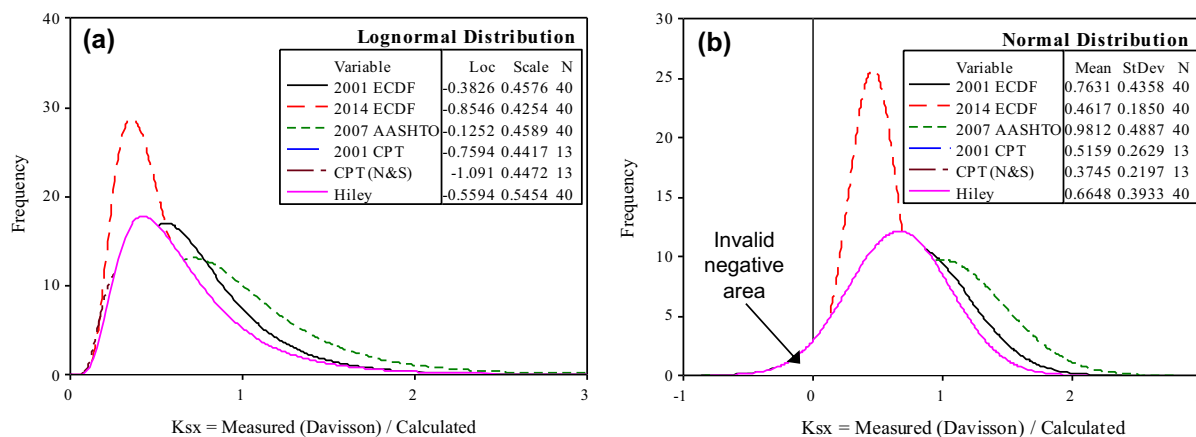 (a)
Lognormal Distribution
Variable Loc Scale N
2001 ECDF -0.3826 0.4576 40
2014 ECDF -0.8546 0.4254 40
2007 AASHTO -0.1252 0.4589 40
2001 CPT -0.7594 0.4417 13
CPT (N&S) -1.091 0.4472 13
Hiley -0.5594 0.5454 40
Frequency
40
30
20
10
0
0 1 2 3
Ksx = Measured (Davisson) / Calculated
(b)
Normal Distribution
Variable Mean StDev N
2001 ECDF 0.7631 0.4358 40
2014 ECDF 0.4617 0.1850 40
2007 AASHTO 0.9812 0.4887 40
2001 CPT 0.5159 0.2629 13
CPT (N&S) 0.3745 0.2197 13
Hiley 0.6648 0.3933 40
Invalid
negative
area
Frequency
30
25
20
15
10
5
0
-1 0 1 2
Ksx = Measured (Davisson) / Calculated